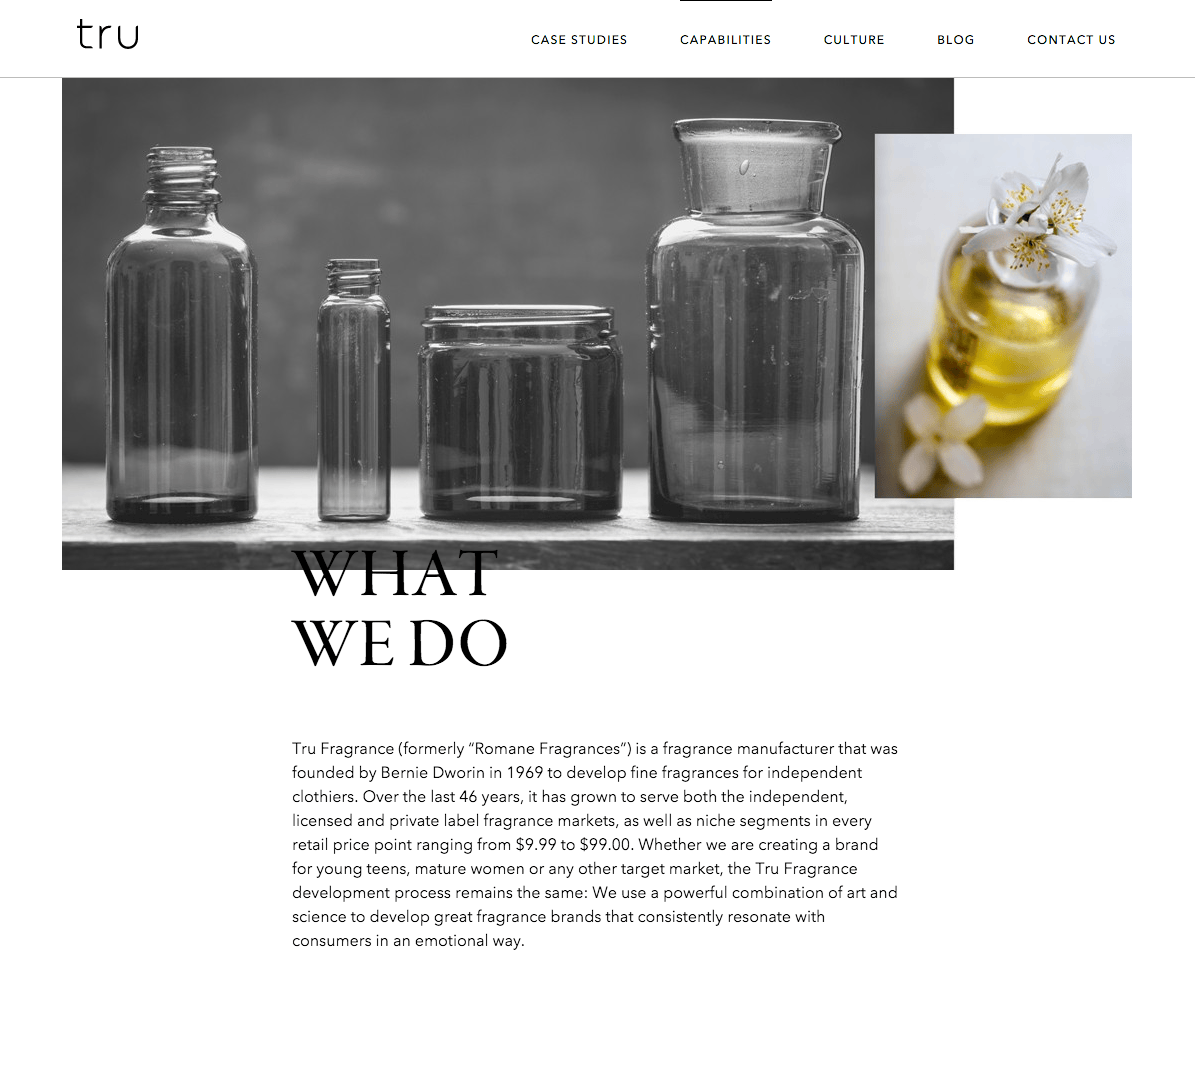 tru
CASE STUDIES
CAPABILITIES
CULTURE
BLOG
CONTACT US
WHAT
WE DO
Tru Fragrance (formerly “Romane Fragrances”) is a fragrance manufacturer that was
founded by Bernie Dworin in 1969 to develop fine fragrances for independent
clothiers. Over the last 46 years, it has grown to serve both the independent,
licensed and private label fragrance markets, as well as niche segments in every
retail price point ranging from $9.99 to $99.00. Whether we are creating a brand
for young teens, mature women or any other target market, the Tru Fragrance
development process remains the same: We use a powerful combination of art and
science to develop great fragrance brands that consistently resonate with
consumers in an emotional way.